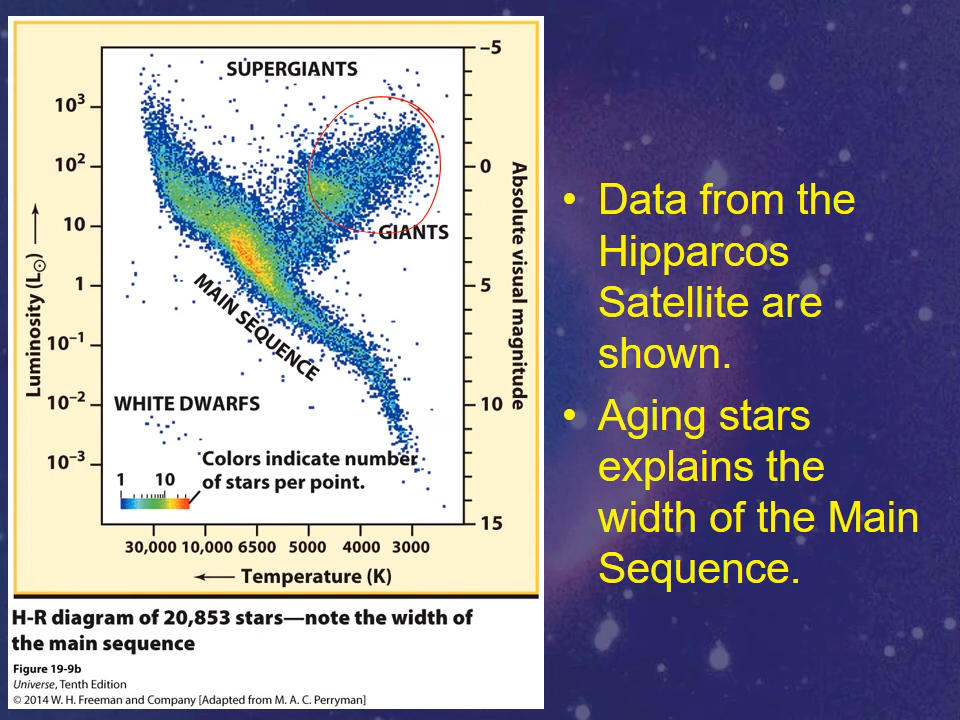 SUPERGIANTS
GIANTS
MAIN SEQUENCE
WHITE DWARFS
Colors indicate number
of stars per point.
1 10
10³
10²
10
1
10⁻¹
10⁻²
10⁻³
Luminosity (L⊙)
–5
0
5
10
15
Absolute visual magnitude
30,000 10,000 6500 5000 4000 3000
Temperature (K)
H-R diagram of 20,853 stars—note the width of
the main sequence
Figure 19-9b
Universe, Tenth Edition
© 2014 W. H. Freeman and Company [Adapted from M. A. C. Perryman]
• Data from the
Hipparcos
Satellite are
shown.
• Aging stars
explains the
width of the Main
Sequence.